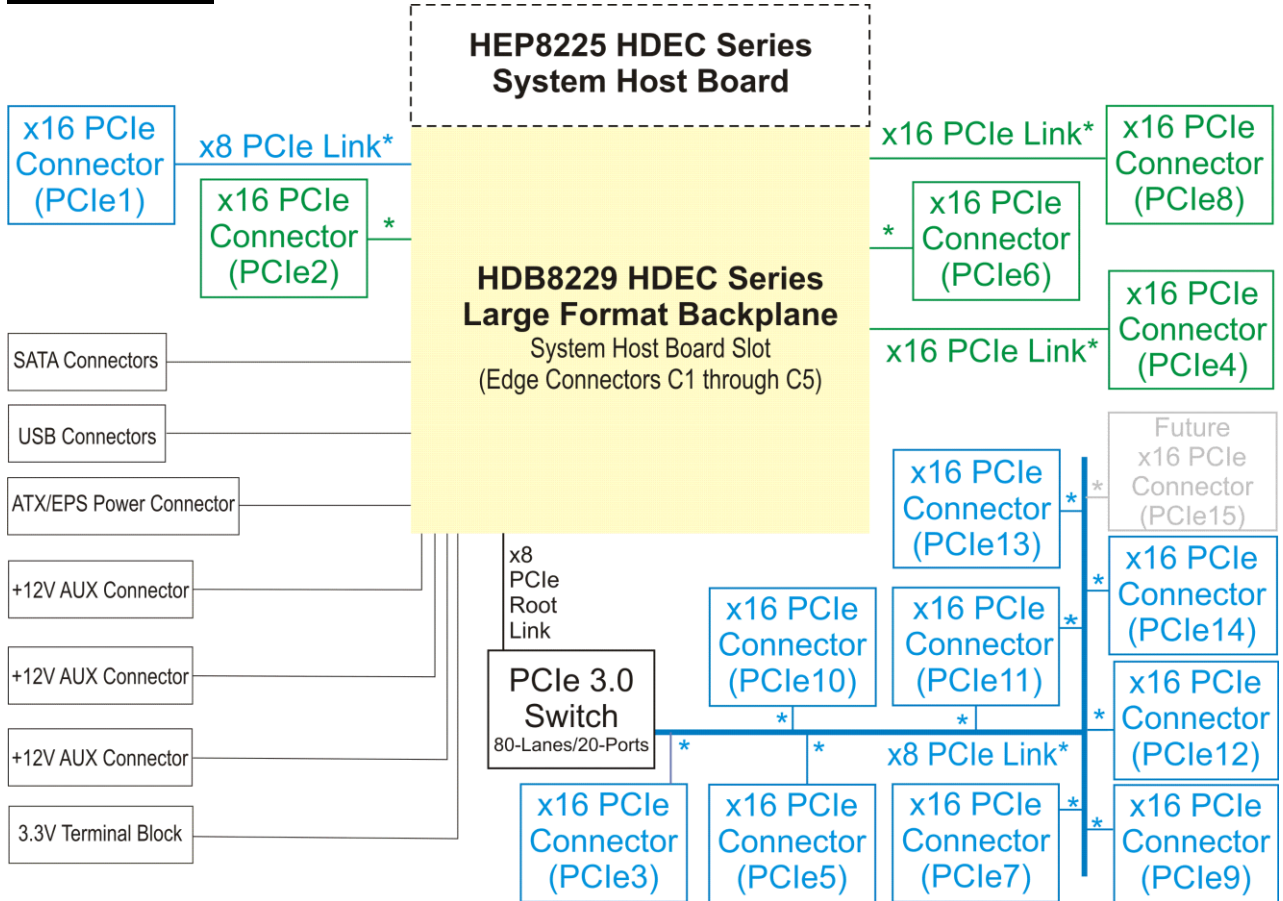 HEP8225 HDEC Series
System Host Board
x16 PCIe
Connector
(PCIe1)
x8 PCIe Link*
x16 PCIe
Connector
(PCIe2)
*
x16 PCIe Link*
x16 PCIe
Connector
(PCIe8)
*
x16 PCIe
Connector
(PCIe6)
HDB8229 HDEC Series
Large Format Backplane
System Host Board Slot
(Edge Connectors C1 through C5)
x16 PCIe Link*
x16 PCIe
Connector
(PCIe4)
SATA Connectors
USB Connectors
ATX/EPS Power Connector
+12V AUX Connector
+12V AUX Connector
+12V AUX Connector
3.3V Terminal Block
x8
PCIe
Root
Link
PCIe 3.0
Switch
80-Lanes/20-Ports
Future
x16 PCIe
Connector
(PCIe15)
*
x16 PCIe
Connector
(PCIe13)
*
x16 PCIe
Connector
(PCIe14)
*
x16 PCIe
Connector
(PCIe10)
*
x16 PCIe
Connector
(PCIe11)
*
*
x16 PCIe
Connector
(PCIe12)
*
x8 PCIe Link*
*
x16 PCIe
Connector
(PCIe3)
*
x16 PCIe
Connector
(PCIe5)
x16 PCIe
Connector
(PCIe7)
*
*
x16 PCIe
Connector
(PCIe9)